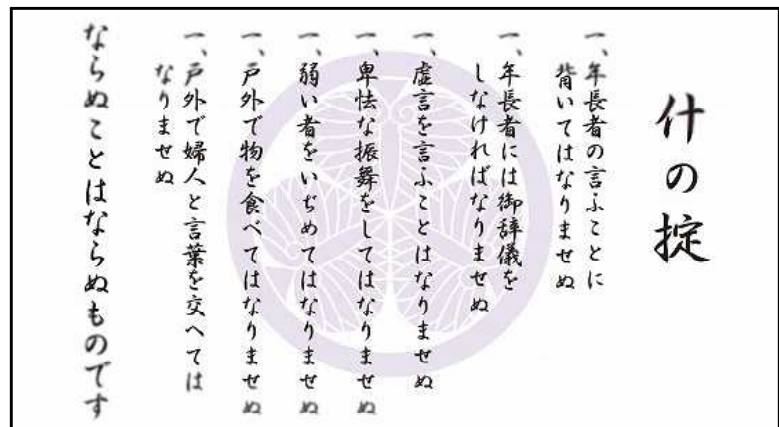 什の掟
一、年長者の言ふことに
背いてはなりませぬ
一、年長者には御辞儀を
しなければなりませぬ
一、虚言を言ふことはなりませぬ
一、卑怯な振舞をしてはなりませぬ
一、弱い者をいぢめてはなりませぬ
一、戸外で物を食べてはなりませぬ
一、戸外で婦人と言葉を交へては
なりませぬ
ならぬことはならぬものです